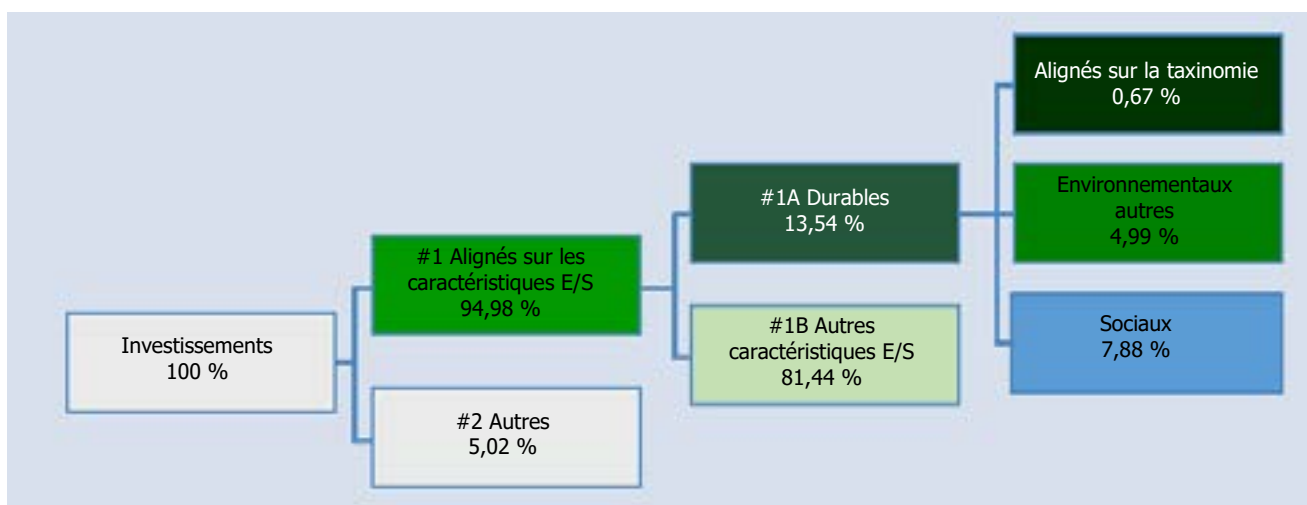 Investissements
100 %
#1 Alignés sur les
caractéristiques E/S
94,98 %
#2 Autres
5,02 %
#1A Durables
13,54 %
#1B Autres
caractéristiques E/S
81,44 %
Alignés sur la taxinomie
0,67 %
Environnementaux
autres
4,99 %
Sociaux
7,88 %